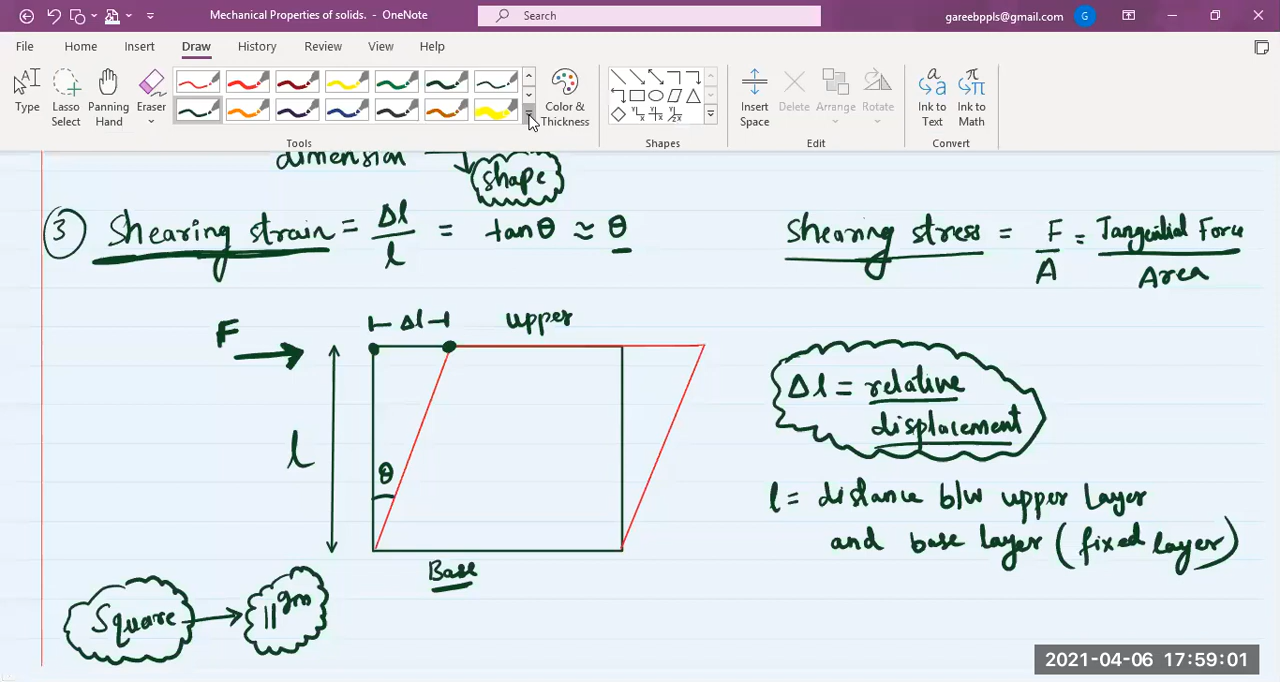 Mechanical Properties of solids. - OneNote
Search
gareebppls@gmail.com
G
File Home Insert Draw History Review View Help
Type
Lasso Select
Panning Hand
Eraser
Color & Thickness
Insert Space
Delete
Arrange
Rotate
Ink to Text
Ink to Math
Tools
Shapes
Edit
Convert
dimension
shape
3 Shearing strain = Δl/l = tanθ ≈ θ
Shearing stress = F/A = Tangential Force/Area
F
Δl
upper
l
θ
Base
Δl = relative
displacement
l = distance b/w upper Layer
and base layer (fixed layer)
Square → ||gm
2021-04-06 17:59:01